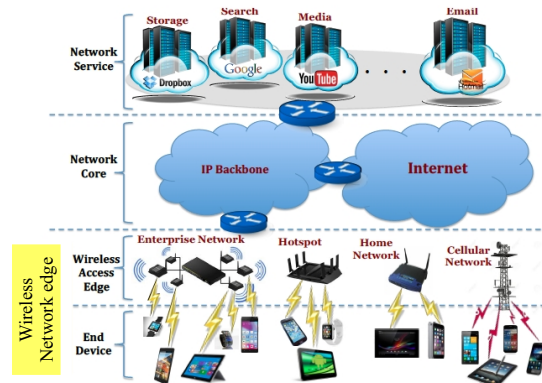 Storage
Search
Media
Email
Network
Service
Dropbox
Google
YouTube
Hotmail
Network
Core
IP Backbone
Internet
Wireless
Network edge
Enterprise Network
Hotspot
Home
Network
Cellular
Network
Wireless
Access
Edge
End
Device